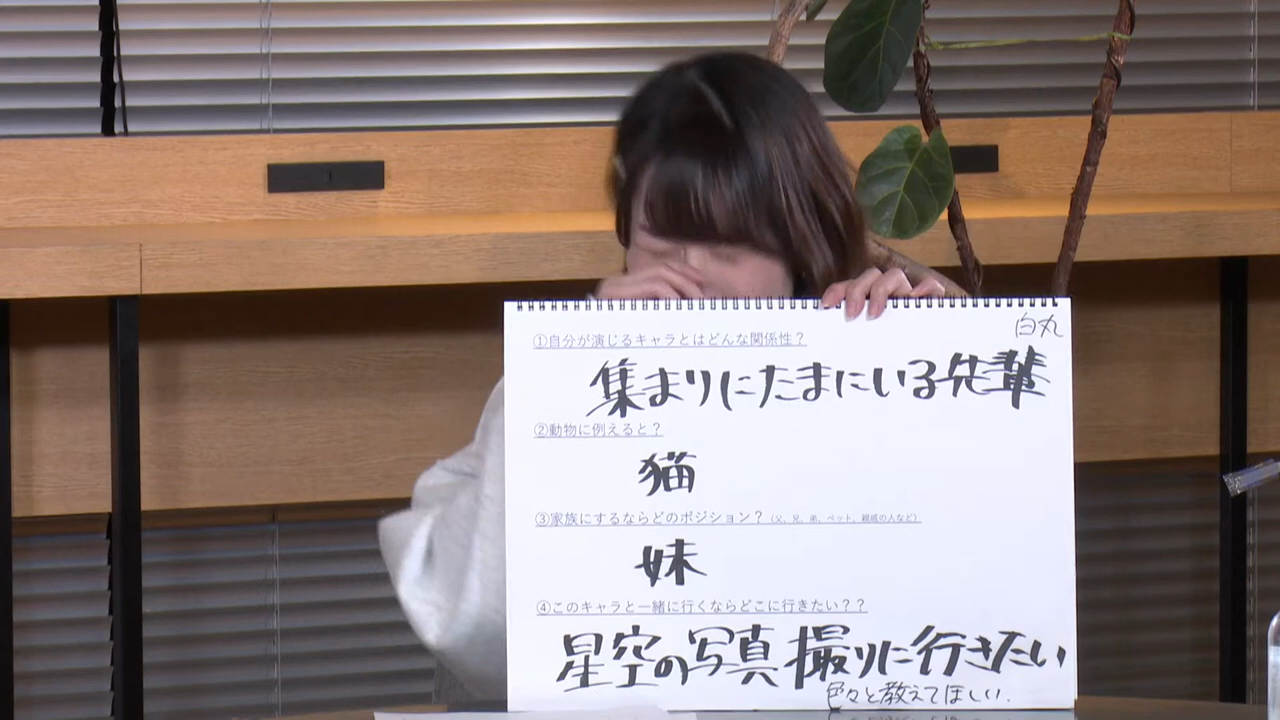 白丸
①自分が演じるキャラとはどんな関係性？
集まりにたまにいる先輩
②動物に例えると？
猫
③家族にするならどのポジション？（父、兄、弟、ペット、親戚の人など）
妹
④このキャラと一緒に行くならどこに行きたい？？
星空の写真撮りに行きたい
色々と教えてほしい.